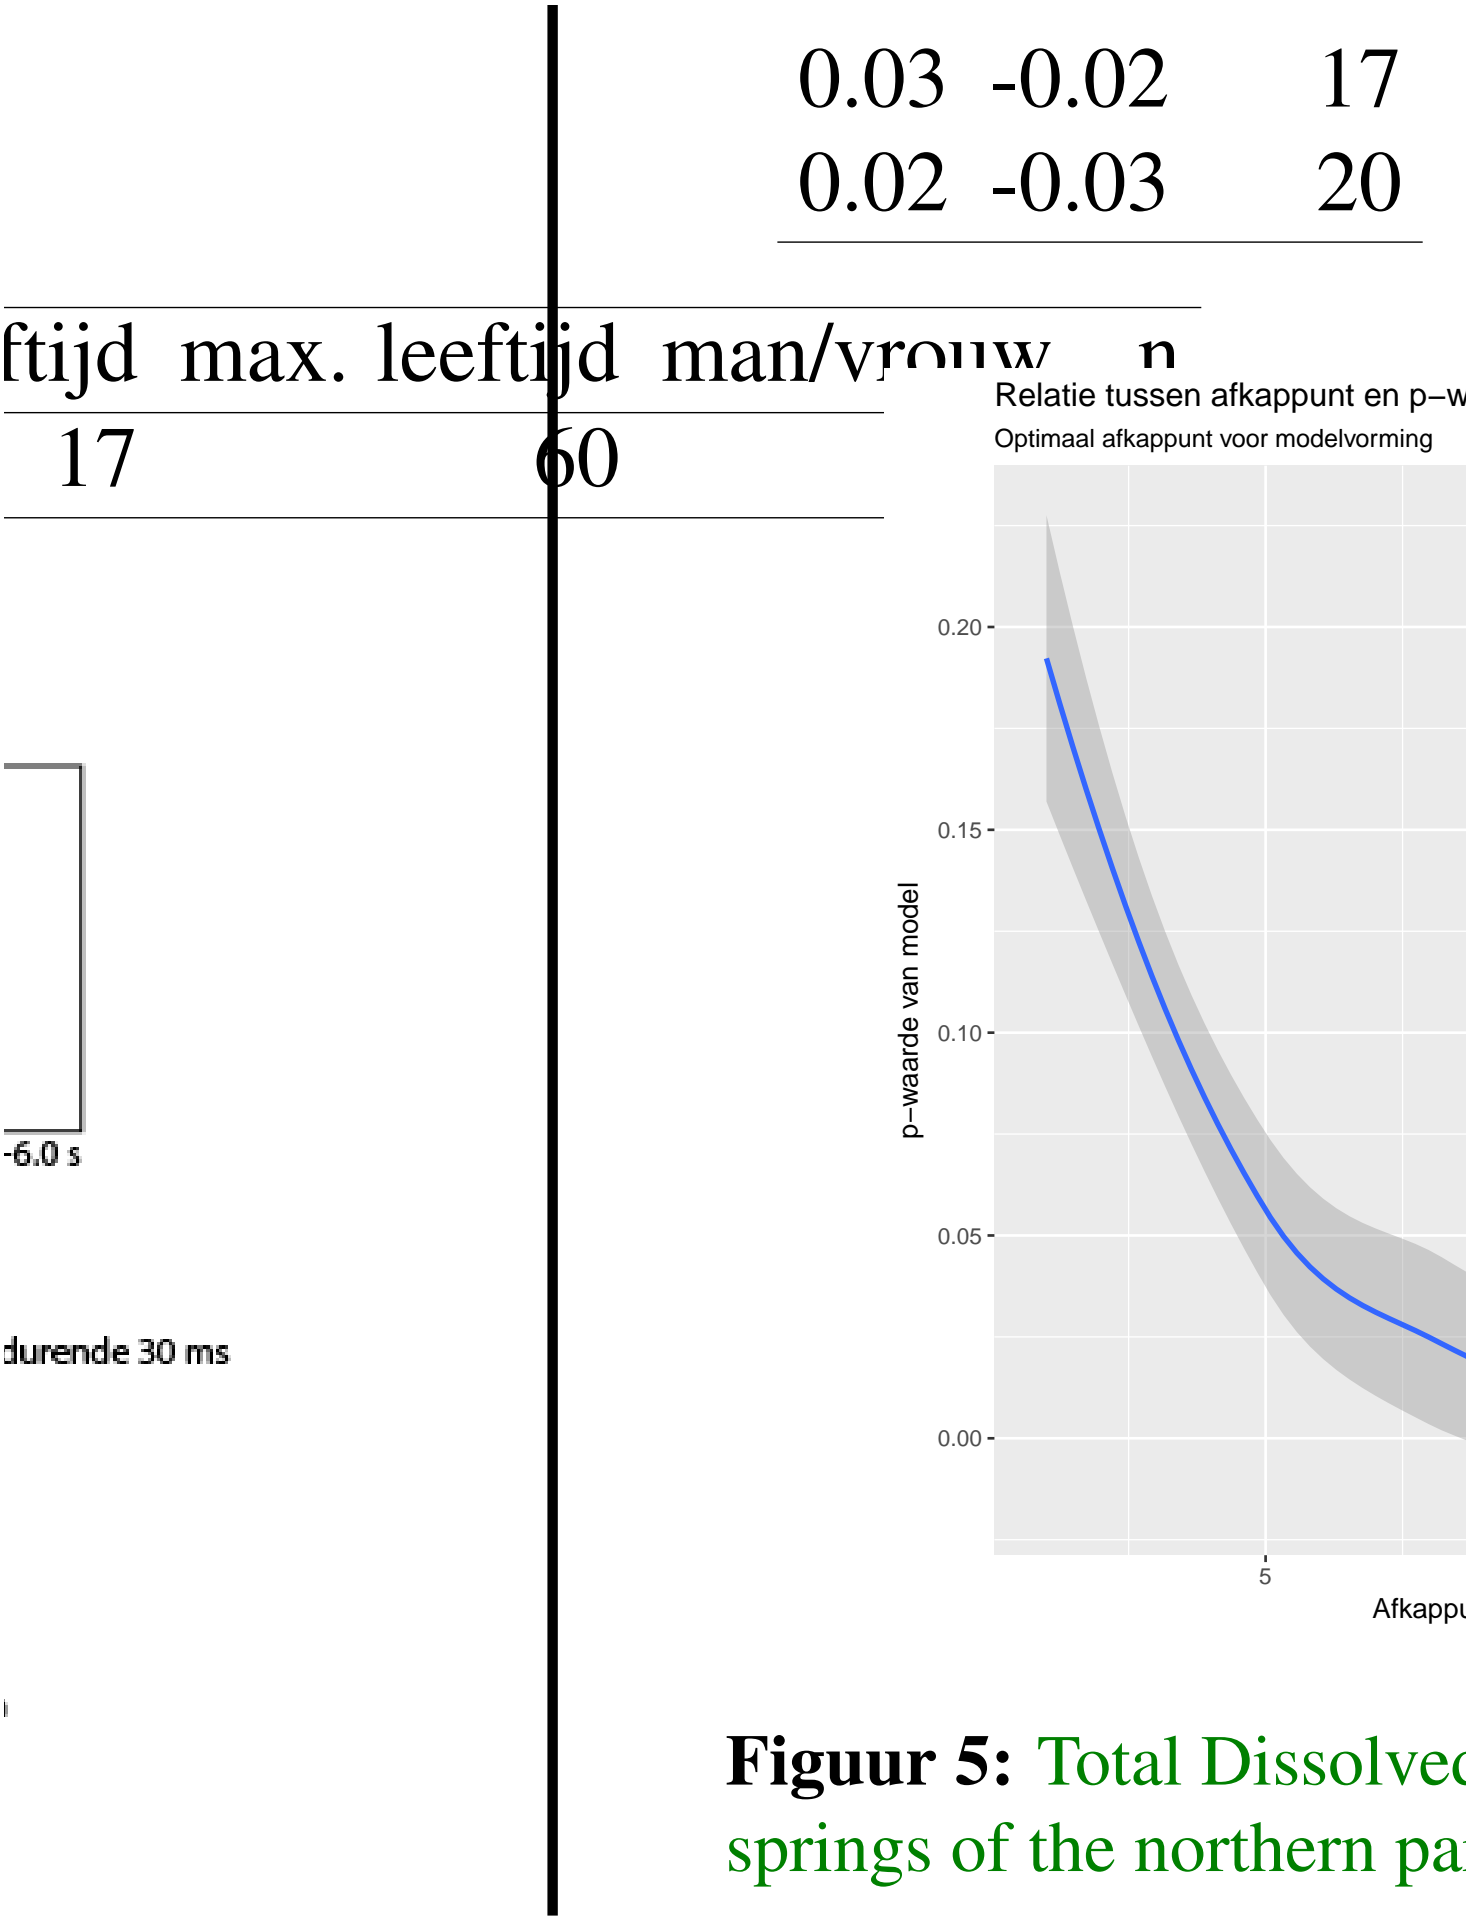 0.03 -0.02 17
0.02 -0.03 20
ftijd max. leeftijd man/vrouw n
17 60
-6.0 s
durende 30 ms
Relatie tussen afkappunt en p−w
Optimaal afkappunt voor modelvorming
0.20
0.15
0.10
0.05
0.00
p−waarde van model
5
Afkappu
Figuur 5: Total Dissolved
springs of the northern par